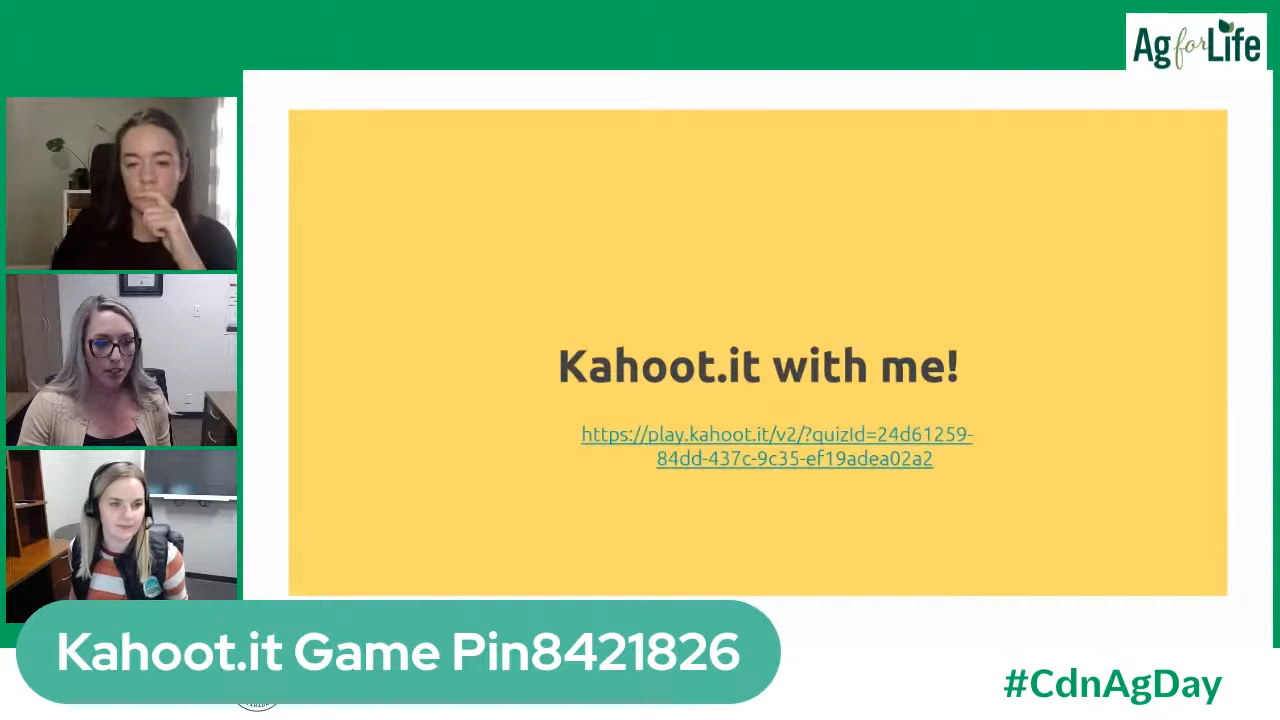 Ag for Life
Kahoot.it with me!
https://play.kahoot.it/v2/?quizId=24d61259-
84dd-437c-9c35-ef19adea02a2
Kahoot.it Game Pin8421826
#CdnAgDay